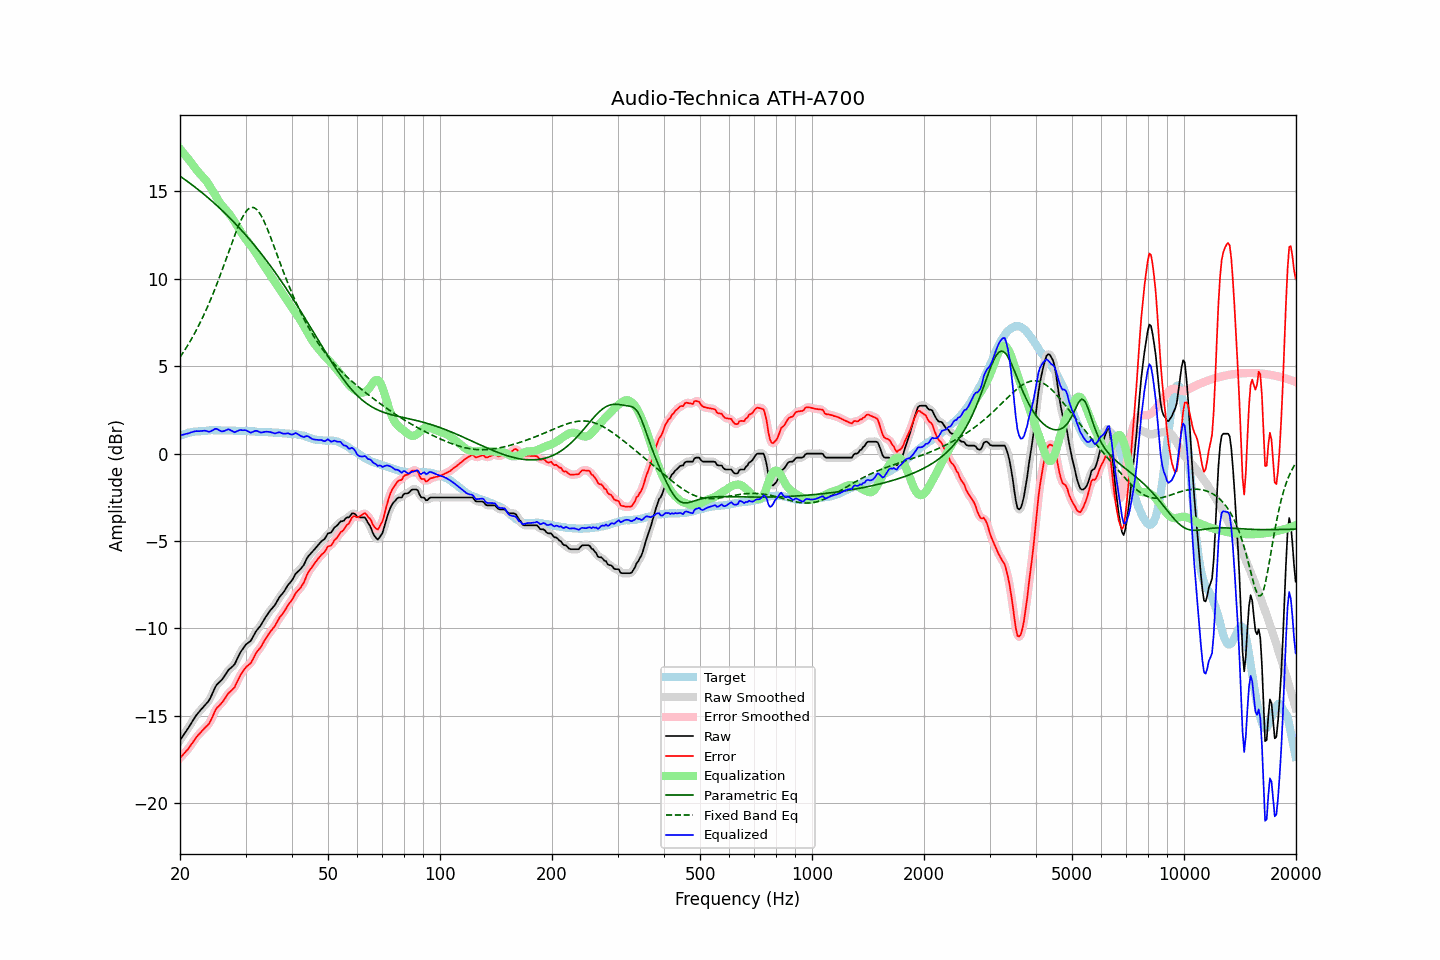 Audio-Technica ATH-A700
Amplitude (dBr)
15
10
5
0
−5
−10
−15
−20
Target
Raw Smoothed
Error Smoothed
Raw
Error
Equalization
Parametric Eq
Fixed Band Eq
Equalized
20 50 100 200 500 1000 2000 5000 10000 20000
Frequency (Hz)